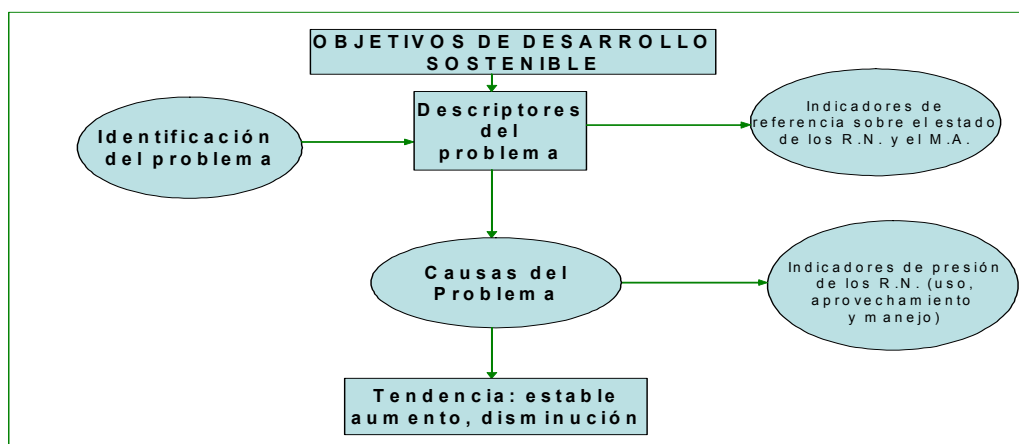 OBJETIVOS DE DESARROLLO
SOSTENIBLE
Identificación
del problema
Descriptores
del
problema
Indicadores de
referencia sobre el estado
de los R.N. y el M.A.
Causas del
Problema
Indicadores de presión
de los R.N. (uso,
aprovechamiento
y manejo)
Tendencia: estable
aumento, disminución